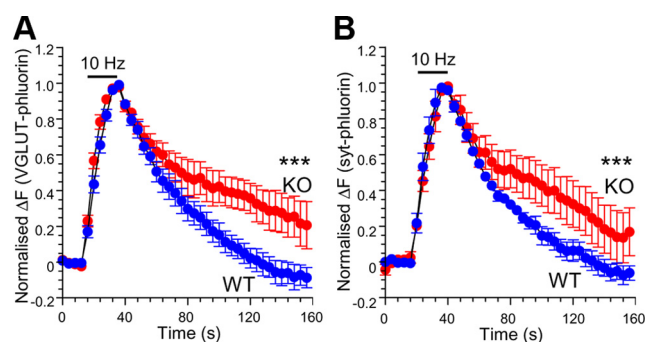 A
Normalised ΔF (VGLUT-phluorin)
1.2
1.0
0.8
0.6
0.4
0.2
0
-0.2
10 Hz
***
KO
WT
0 40 80 120 160
Time (s)
B
Normalised ΔF (syt-phluorin)
1.2
1.0
0.8
0.6
0.4
0.2
0
-0.2
10 Hz
***
KO
WT
0 40 80 120 160
Time (s)